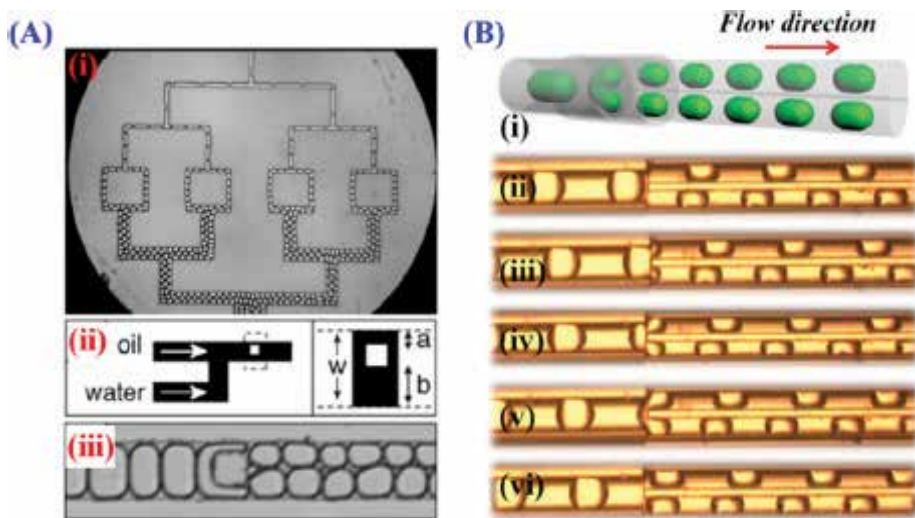 (A)
(i)
(ii)
oil
water
w
a
b
(iii)
(B)
Flow direction
(i)
(ii)
(iii)
(iv)
(v)
(vi)